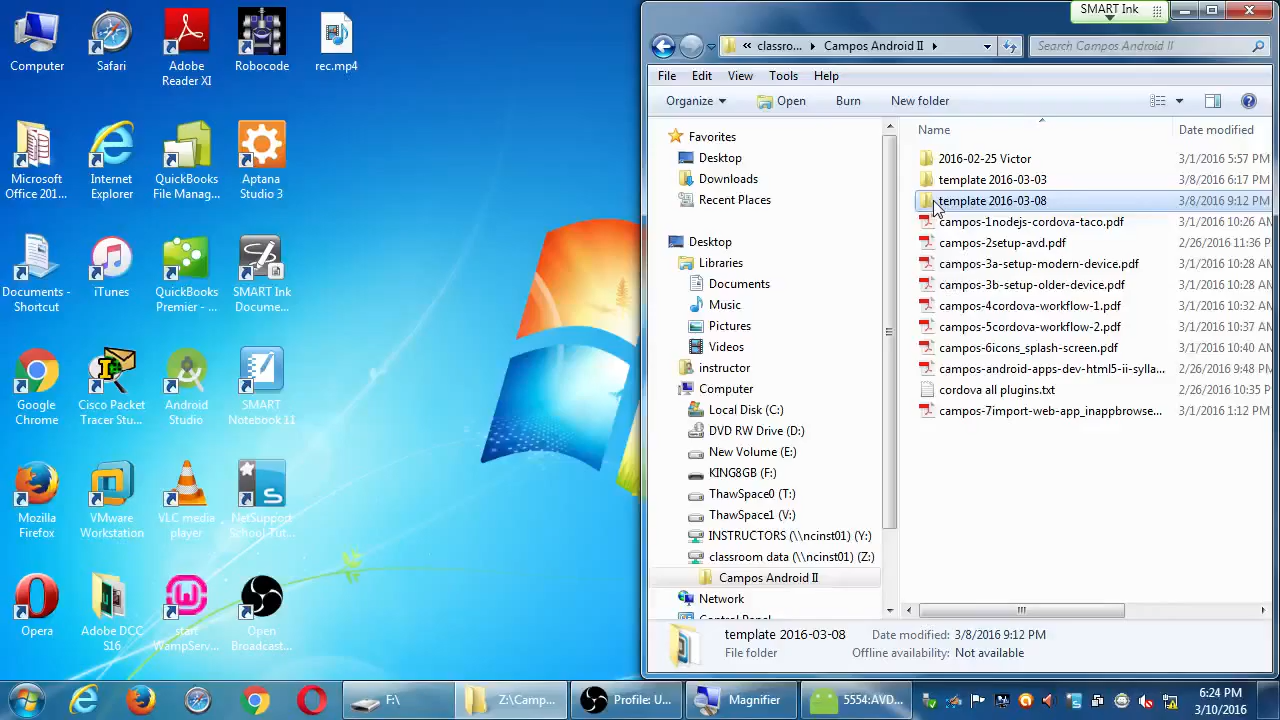 Computer
Safari
Adobe
Reader XI
Robocode
rec.mp4
Microsoft
Office 201...
Internet
Explorer
QuickBooks
File Manag...
Aptana
Studio 3
Documents -
Shortcut
iTunes
QuickBooks
Premier - ...
SMART Ink
Docume...
Google
Chrome
Cisco Packet
Tracer Stu...
Android
Studio
SMART
Notebook 11
Mozilla
Firefox
VMware
Workstation
VLC media
player
NetSupport
School Tut...
Opera
Adobe DCC
S16
start
WampServ...
Open
Broadcast...
SMART Ink
« classro... ▸ Campos Android II ▸
Search Campos Android II
File Edit View Tools Help
Organize Open Burn New folder
Favorites
Desktop
Downloads
Recent Places
Desktop
Libraries
Documents
Music
Pictures
Videos
instructor
Computer
Local Disk (C:)
DVD RW Drive (D:)
New Volume (E:)
KING8GB (F:)
ThawSpace0 (T:)
ThawSpace1 (V:)
INSTRUCTORS (\\ncinst01) (Y:)
classroom data (\\ncinst01) (Z:)
Campos Android II
Network
Control Panel
Name Date modified
2016-02-25 Victor 3/1/2016 5:57 PM
template 2016-03-03 3/8/2016 6:17 PM
template 2016-03-08 3/8/2016 9:12 PM
campos-1nodejs-cordova-taco.pdf 3/1/2016 10:26 AM
campos-2setup-avd.pdf 2/26/2016 11:36 P
campos-3a-setup-modern-device.pdf 3/1/2016 10:28 AM
campos-3b-setup-older-device.pdf 3/1/2016 10:28 AM
campos-4cordova-workflow-1.pdf 3/1/2016 10:32 AM
campos-5cordova-workflow-2.pdf 3/1/2016 10:37 AM
campos-6icons_splash-screen.pdf 3/1/2016 10:40 AM
campos-android-apps-dev-html5-ii-sylla... 2/26/2016 9:48 PM
cordova all plugins.txt 2/26/2016 10:35 P
campos-7import-web-app_inappbrowse... 3/1/2016 1:12 PM
template 2016-03-08 Date modified: 3/8/2016 9:12 PM
File folder Offline availability: Not available
F:\
Z:\Camp...
Profile: U...
Magnifier
5554:AVD...
6:24 PM
3/10/2016